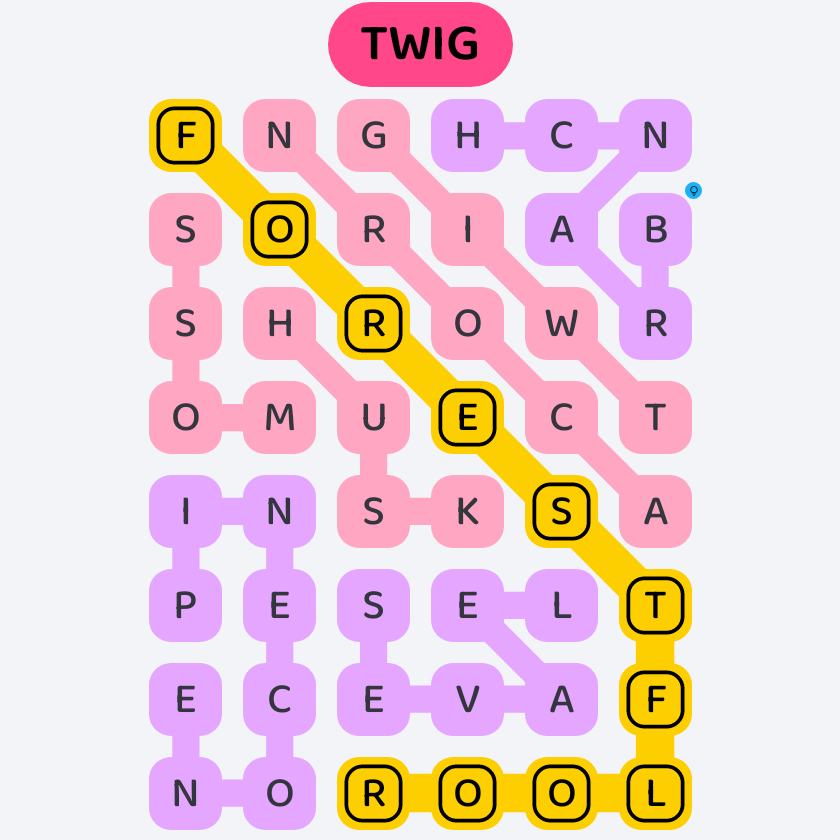 TWIG
F N G H C N
S O R I A B
S H R O W R
O M U E C T
I N S K S A
P E S E L T
E C E V A F
N O R O O L